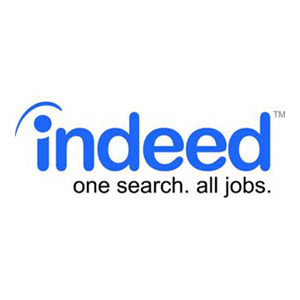 indeed™
one search. all jobs.